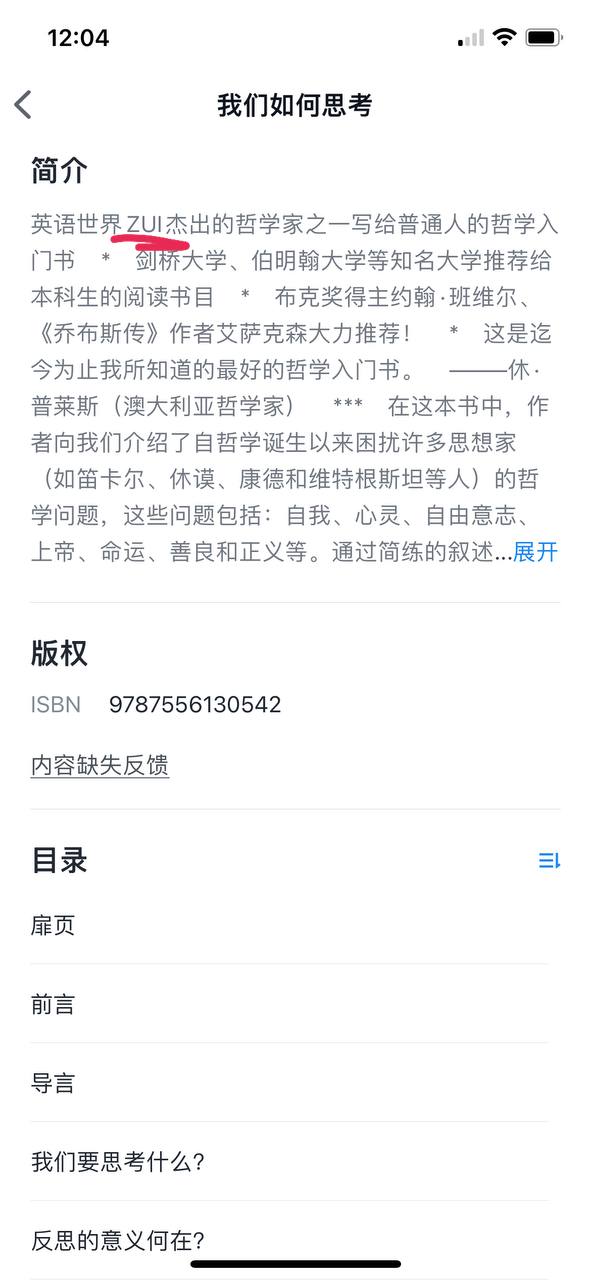 12:04
我们如何思考
简介
英语世界ZUI杰出的哲学家之一写给普通人的哲学入
门书 * 剑桥大学、伯明翰大学等知名大学推荐给
本科生的阅读书目 * 布克奖得主约翰·班维尔、
《乔布斯传》作者艾萨克森大力推荐！ * 这是迄
今为止我所知道的最好的哲学入门书。 ———休·
普莱斯（澳大利亚哲学家） *** 在这本书中，作
者向我们介绍了自哲学诞生以来困扰许多思想家
（如笛卡尔、休谟、康德和维特根斯坦等人）的哲
学问题，这些问题包括：自我、心灵、自由意志、
上帝、命运、善良和正义等。通过简练的叙述...展开
版权
ISBN 9787556130542
内容缺失反馈
目录
扉页
前言
导言
我们要思考什么?
反思的意义何在?